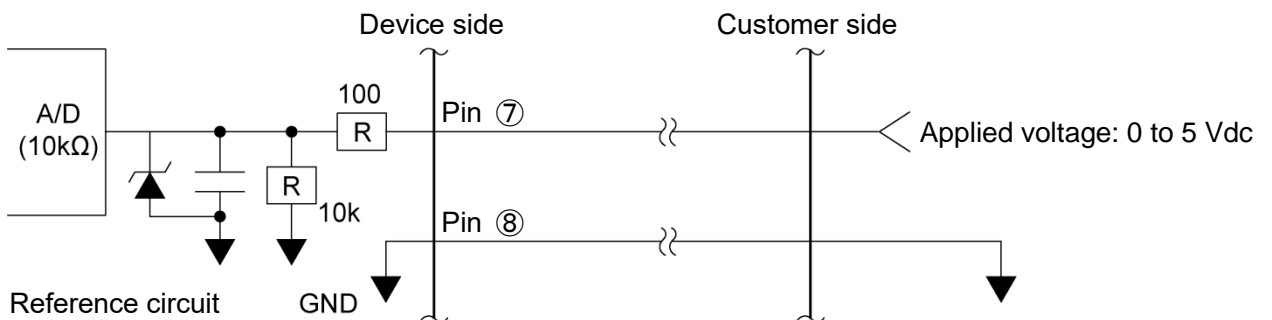 Device side
Customer side
A/D
(10kΩ)
100
R
Pin ⑦
Applied voltage: 0 to 5 Vdc
R
10k
Pin ⑧
Reference circuit
GND